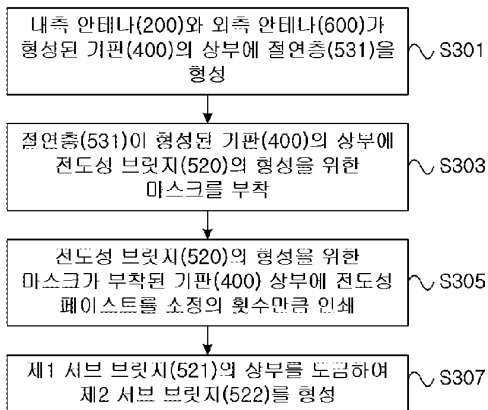 내측 안테나(200)와 외측 안테나(600)가
형성된 기판(400)의 상부에 절연층(531)을
형성
S301
절연층(531)이 형성된 기판(400)의 상부에
전도성 브릿지(520)의 형성을 위한
마스크를 부착
S303
전도성 브릿지(520)의 형성을 위한
마스크가 부착된 기판(400) 상부에 전도성
페이스트를 소정의 횟수만큼 인쇄
S305
제1 서브 브릿지(521)의 상부를 도금하여
제2 서브 브릿지(522)를 형성
S307